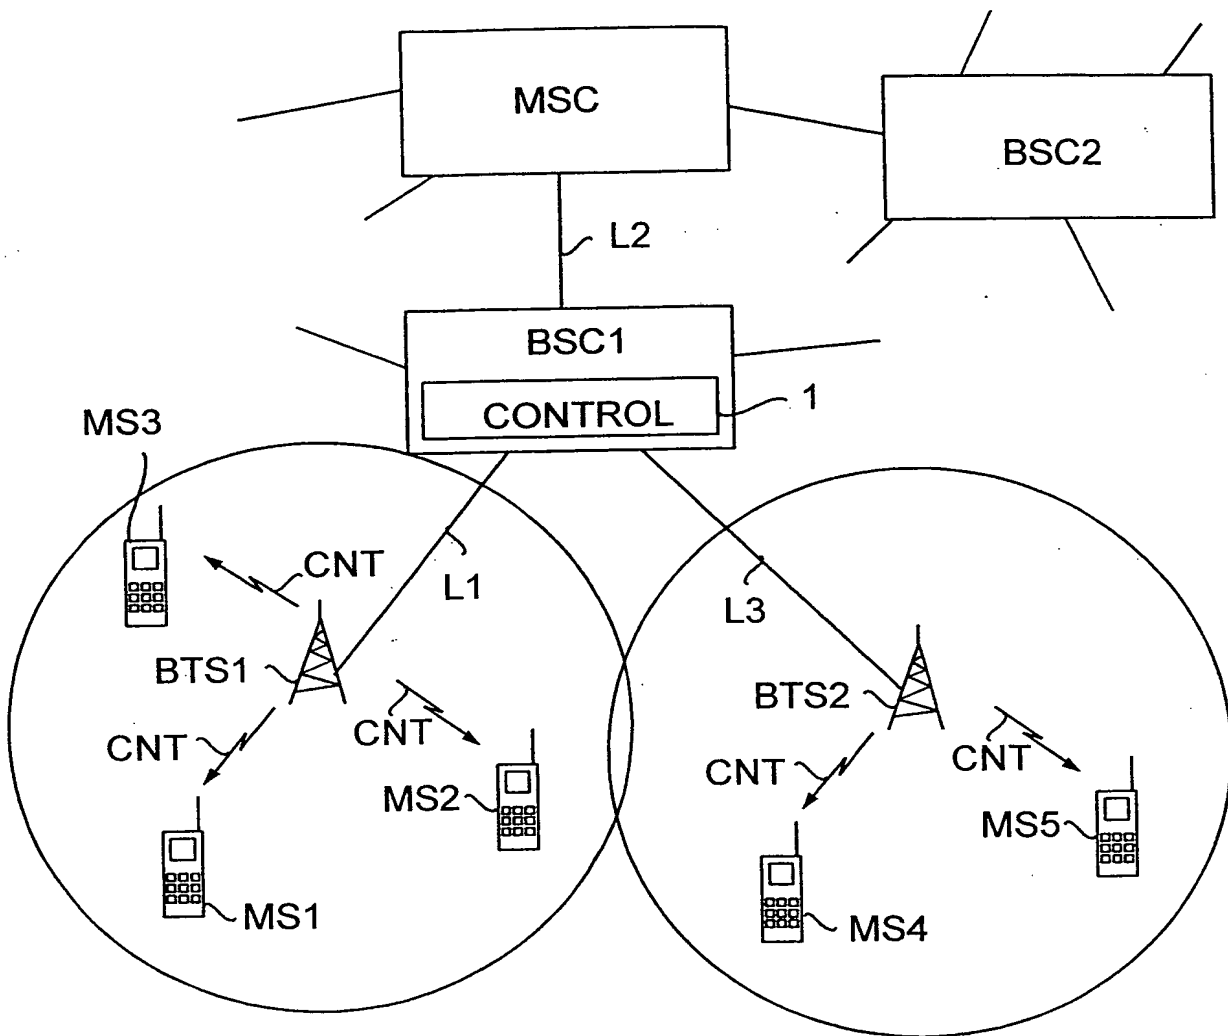 MSC
BSC2
L2
BSC1
CONTROL
1
MS3
CNT
L1
L3
BTS1
BTS2
CNT
CNT
CNT
CNT
MS2
MS5
MS1
MS4